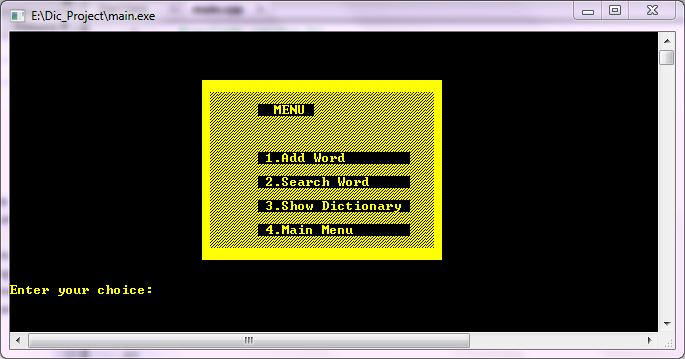 E:\Dic_Project\main.exe
MENU
1.Add Word
2.Search Word
3.Show Dictionary
4.Main Menu
Enter your choice: